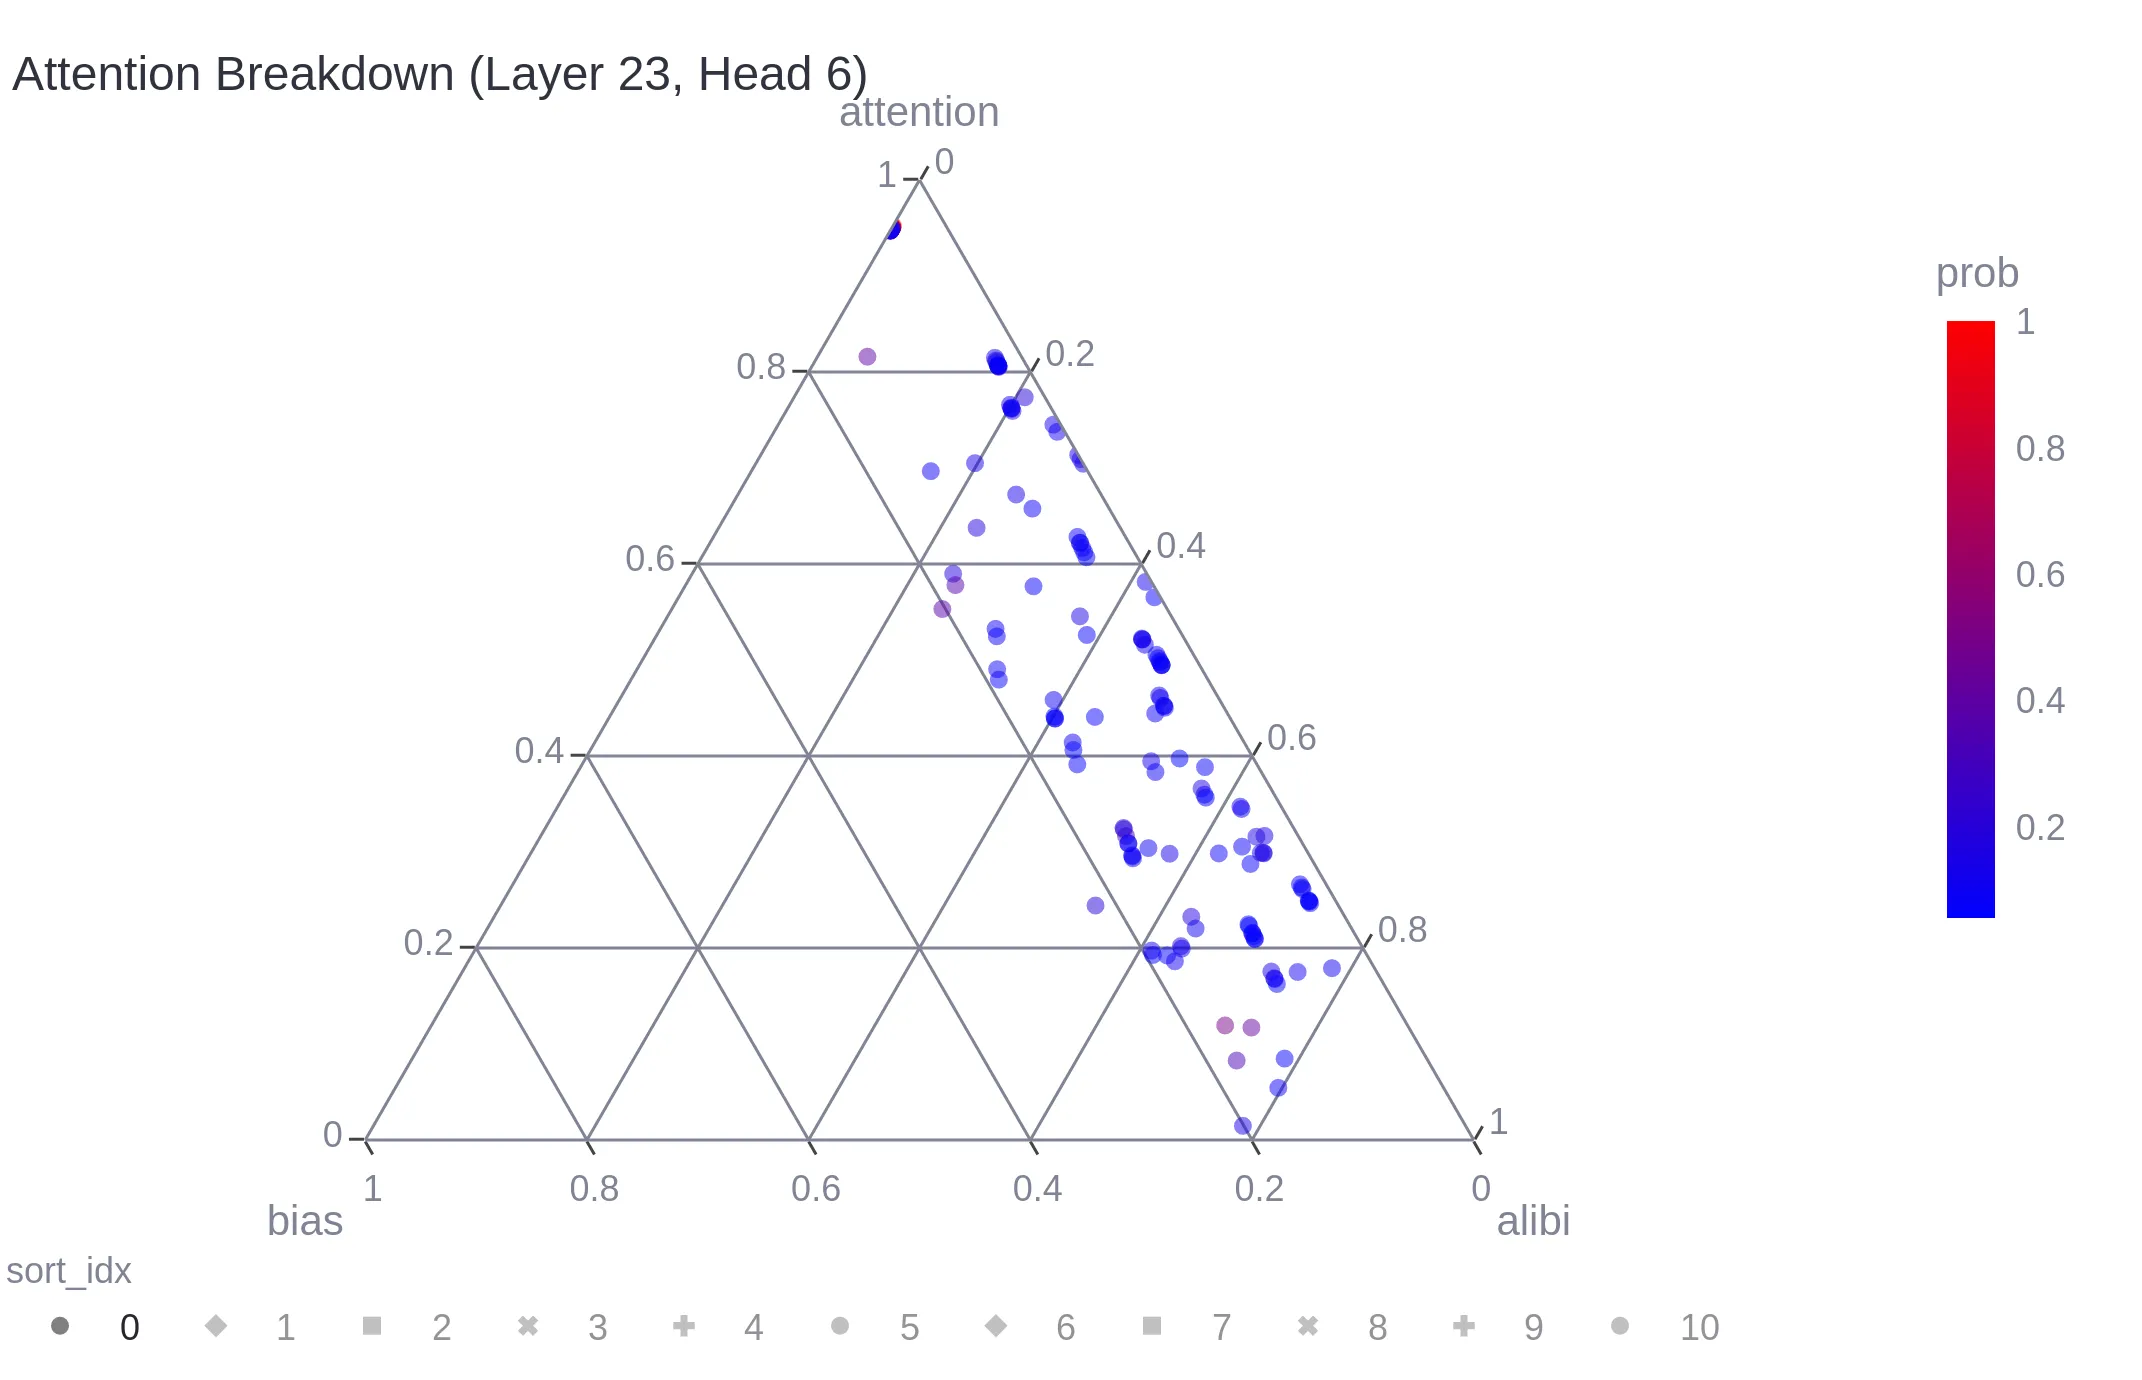 Attention Breakdown (Layer 23, Head 6)
attention
1 0
0.8 0.2
0.6 0.4
0.4 0.6
0.2 0.8
0 1
1 0.8 0.6 0.4 0.2 0
bias alibi
prob
1
0.8
0.6
0.4
0.2
sort_idx
0 1 2 3 4 5 6 7 8 9 10